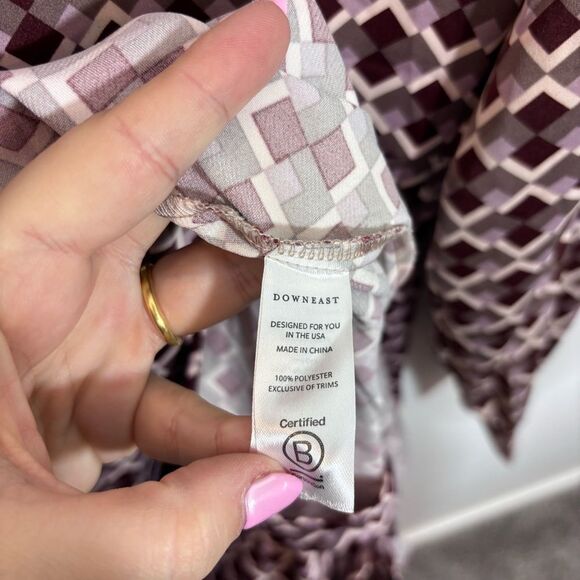 DOWNEAST
DESIGNED FOR YOU
IN THE USA
MADE IN CHINA
100% POLYESTER
EXCLUSIVE OF TRIMS
Certified
B